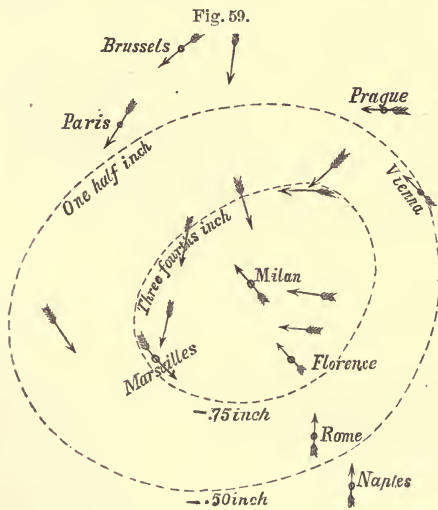 Fig. 59.
Brussels
Prague
Paris
One half inch
Vienna
Three fourths inch
Milan
Marsailles
Florence
—.75 inch
Rome
—.50 inch
Naples